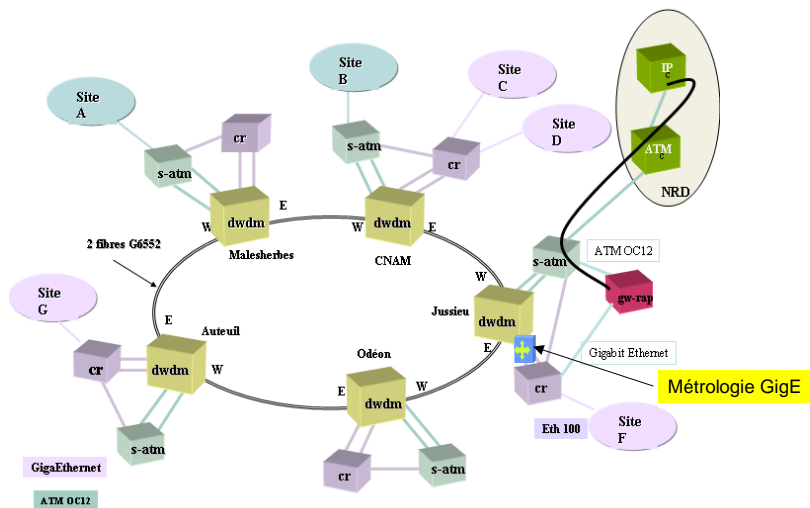 IP
c
Site
B
Site
C
Site
A
cr
s-atm
Site
D
s-atm
cr
ATM
c
NRD
E
W
dwdm
W
dwdm
E
2 fibres G6552
Malesherbes
CNAM
ATM OC12
s-atm
W
Site
G
Jussieu
gw-rap
E
Auteuil
dwdm
Odéon
E
Gigabit Ethernet
cr
dwdm
W
cr
Métrologie GigE
E
W
dwdm
Site
F
Eth 100
s-atm
GigaEthernet
cr
s-atm
ATM OC12